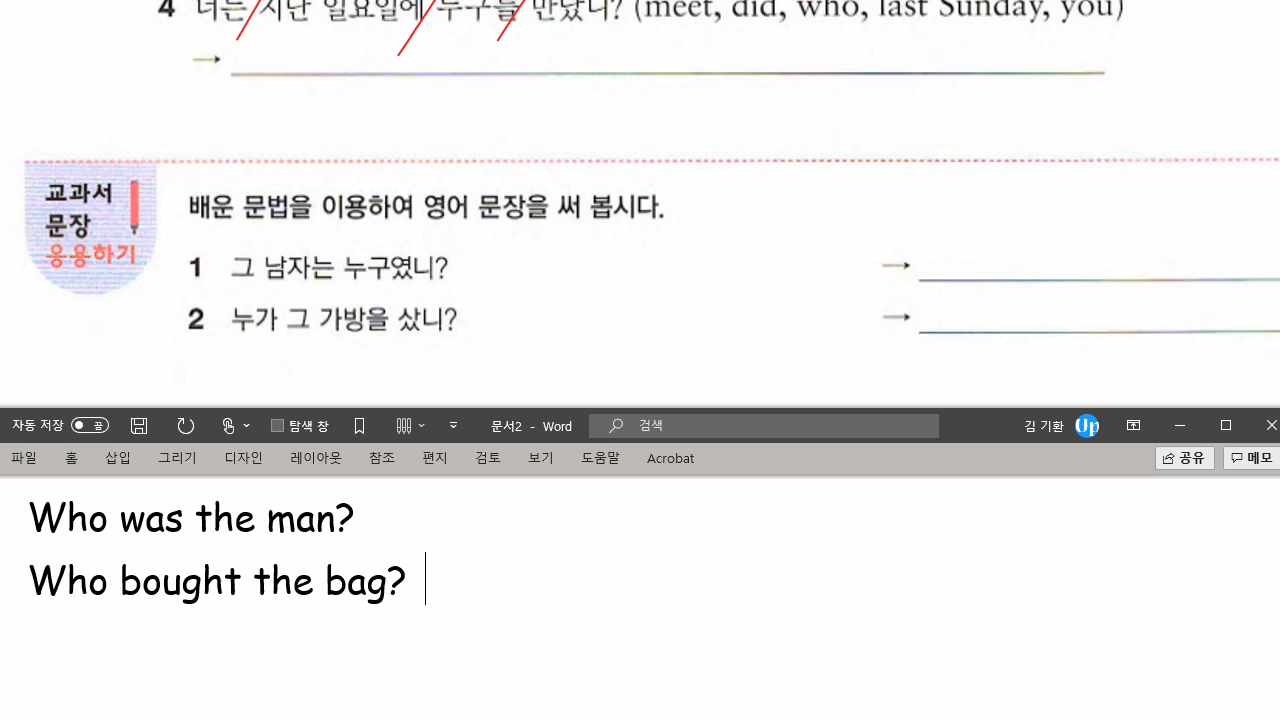 4 너는 지난 일요일에 누구를 만났니? (meet, did, who, last Sunday, you)
→
교과서
문장
응용하기
배운 문법을 이용하여 영어 문장을 써 봅시다.
1 그 남자는 누구였니? →
2 누가 그 가방을 샀니? →
자동 저장 끔 탐색 창 문서2 - Word 검색 김 기환 Up
파일 홈 삽입 그리기 디자인 레이아웃 참조 편지 검토 보기 도움말 Acrobat 공유 메모
Who was the man?
Who bought the bag?